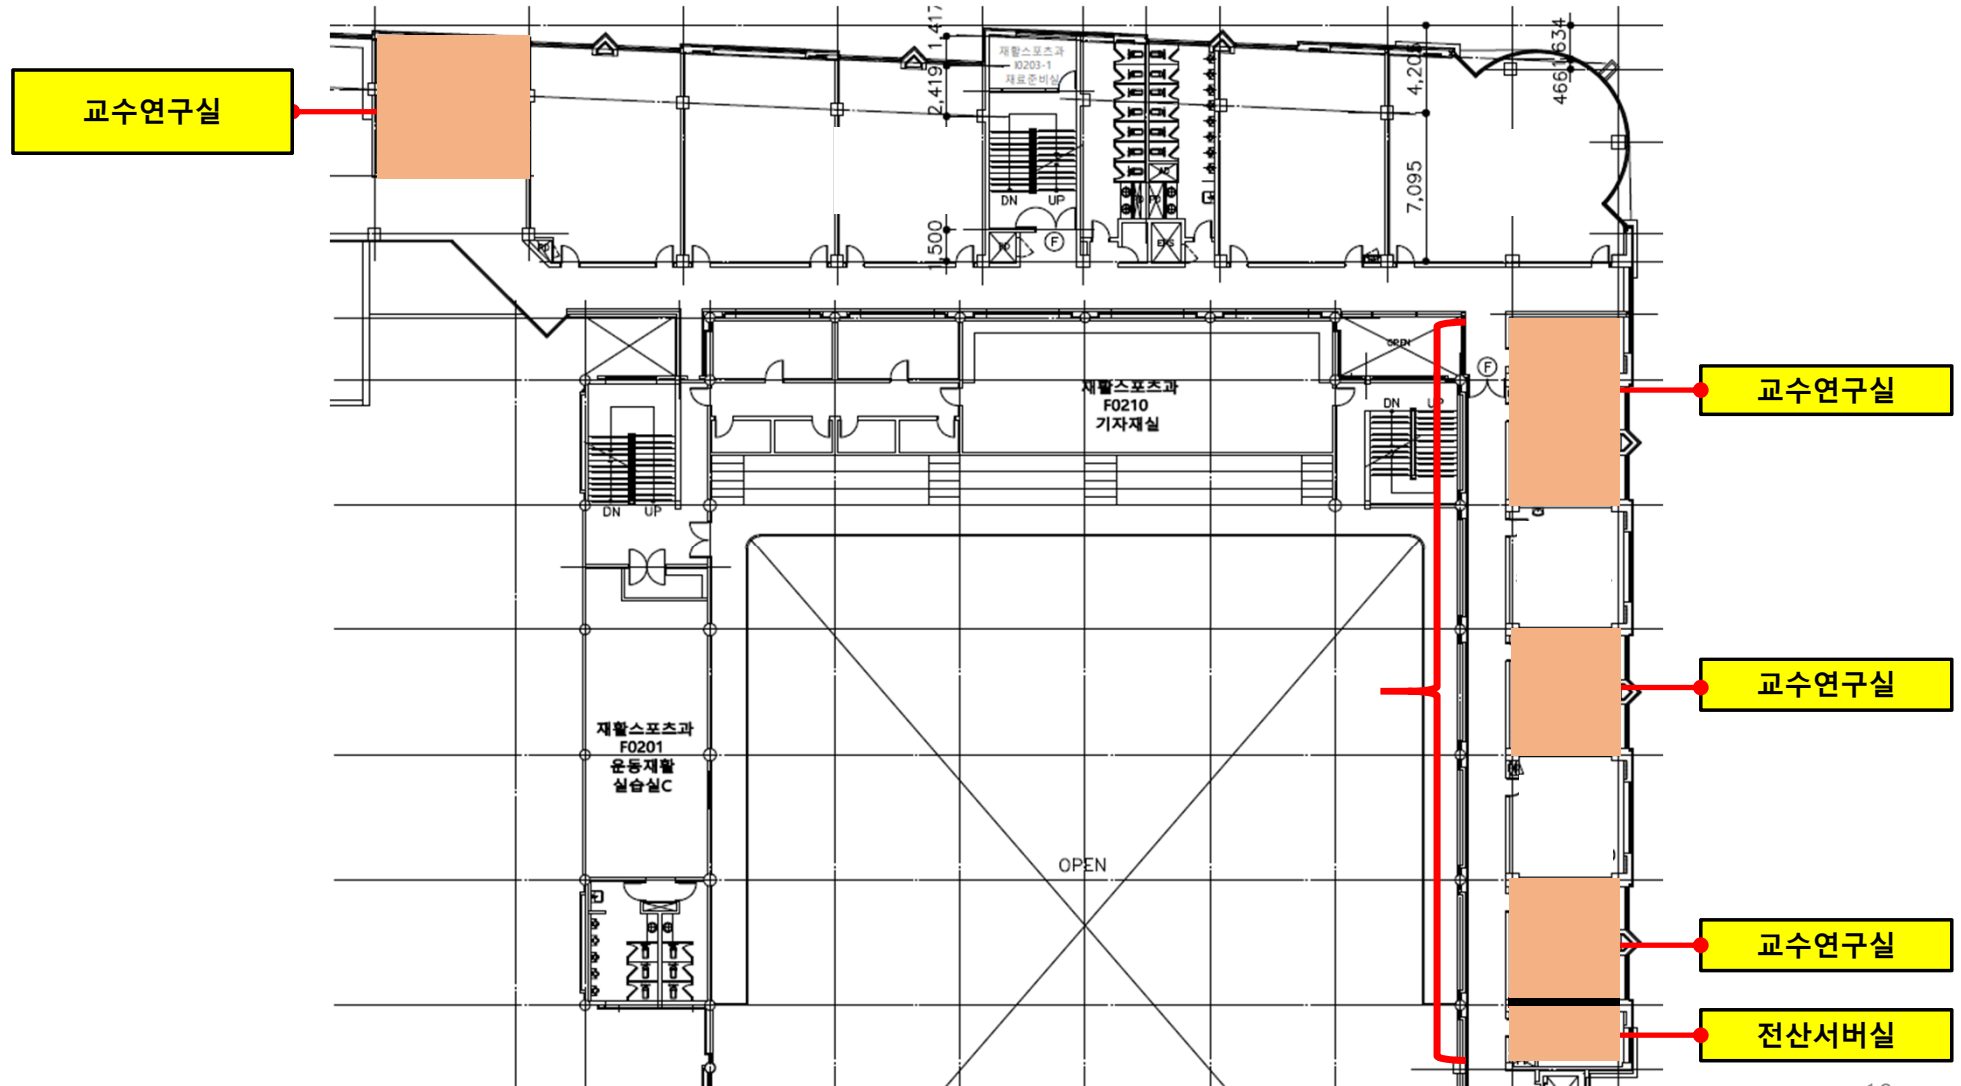 교수연구실
재활스포츠과
I0203-1
재료준비실
1,417
2,419
1,500
4,205
7,095
634
466
DN UP
F
AD
PD
EPS
OPEN
F
교수연구실
재활스포츠과
F0210
기자재실
DN UP
DN UP
교수연구실
재활스포츠과
F0201
운동재활
실습실C
OPEN
교수연구실
전산서버실